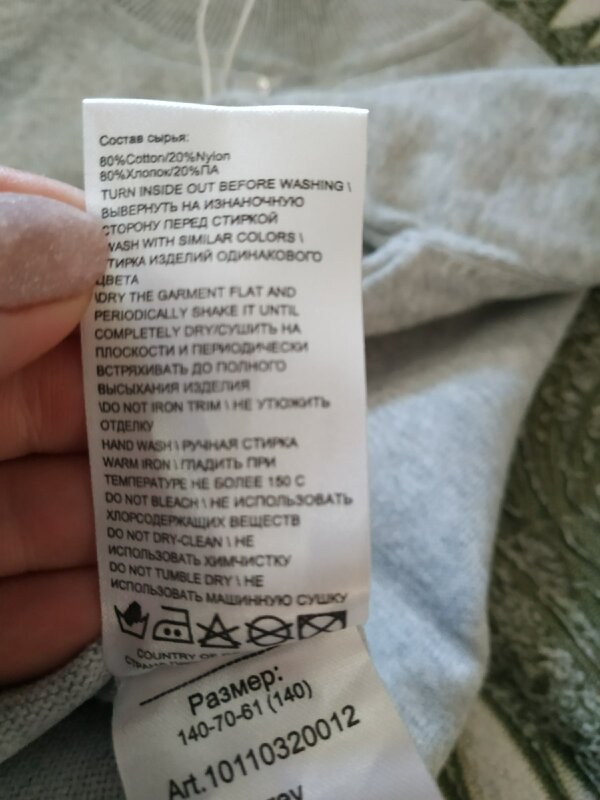 Состав сырья:
80%Cotton/20%Nylon
80%Хлопок/20%ПА
TURN INSIDE OUT BEFORE WASHING \
ВЫВЕРНУТЬ НА ИЗНАНОЧНУЮ
СТОРОНУ ПЕРЕД СТИРКОЙ
WASH WITH SIMILAR COLORS \
СТИРКА ИЗДЕЛИЙ ОДИНАКОВОГО
ЦВЕТА
\DRY THE GARMENT FLAT AND
PERIODICALLY SHAKE IT UNTIL
COMPLETELY DRY/СУШИТЬ НА
ПЛОСКОСТИ И ПЕРИОДИЧЕСКИ
ВСТРЯХИВАТЬ ДО ПОЛНОГО
ВЫСЫХАНИЯ ИЗДЕЛИЯ
\DO NOT IRON TRIM \ НЕ УТЮЖИТЬ
ОТДЕЛКУ
HAND WASH \ РУЧНАЯ СТИРКА
WARM IRON \ ГЛАДИТЬ ПРИ
ТЕМПЕРАТУРЕ НЕ БОЛЕЕ 150 С
DO NOT BLEACH \ НЕ ИСПОЛЬЗОВАТЬ
ХЛОРСОДЕРЖАЩИХ ВЕЩЕСТВ
DO NOT DRY-CLEAN \ НЕ
ИСПОЛЬЗОВАТЬ ХИМЧИСТКУ
DO NOT TUMBLE DRY \ НЕ
ИСПОЛЬЗОВАТЬ МАШИННУЮ СУШКУ
COUNTRY OF
Размер:
140-70-61 (140)
Art.10110320012